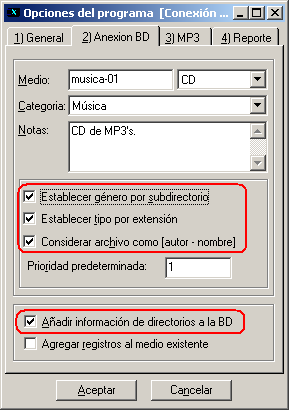 Opciones del programa [Conexión ...
1) General 2) Anexion BD 3) MP3 4) Reporte
Medio: musica-01 CD
Categoria: Música
Notas: CD de MP3's.
Establecer género por subdirectorio
Establecer tipo por extensión
Considerar archivo como [autor - nombre]
Prioridad predeterminada: 1
Añadir información de directorios a la BD
Agregar registros al medio existente
Aceptar Cancelar